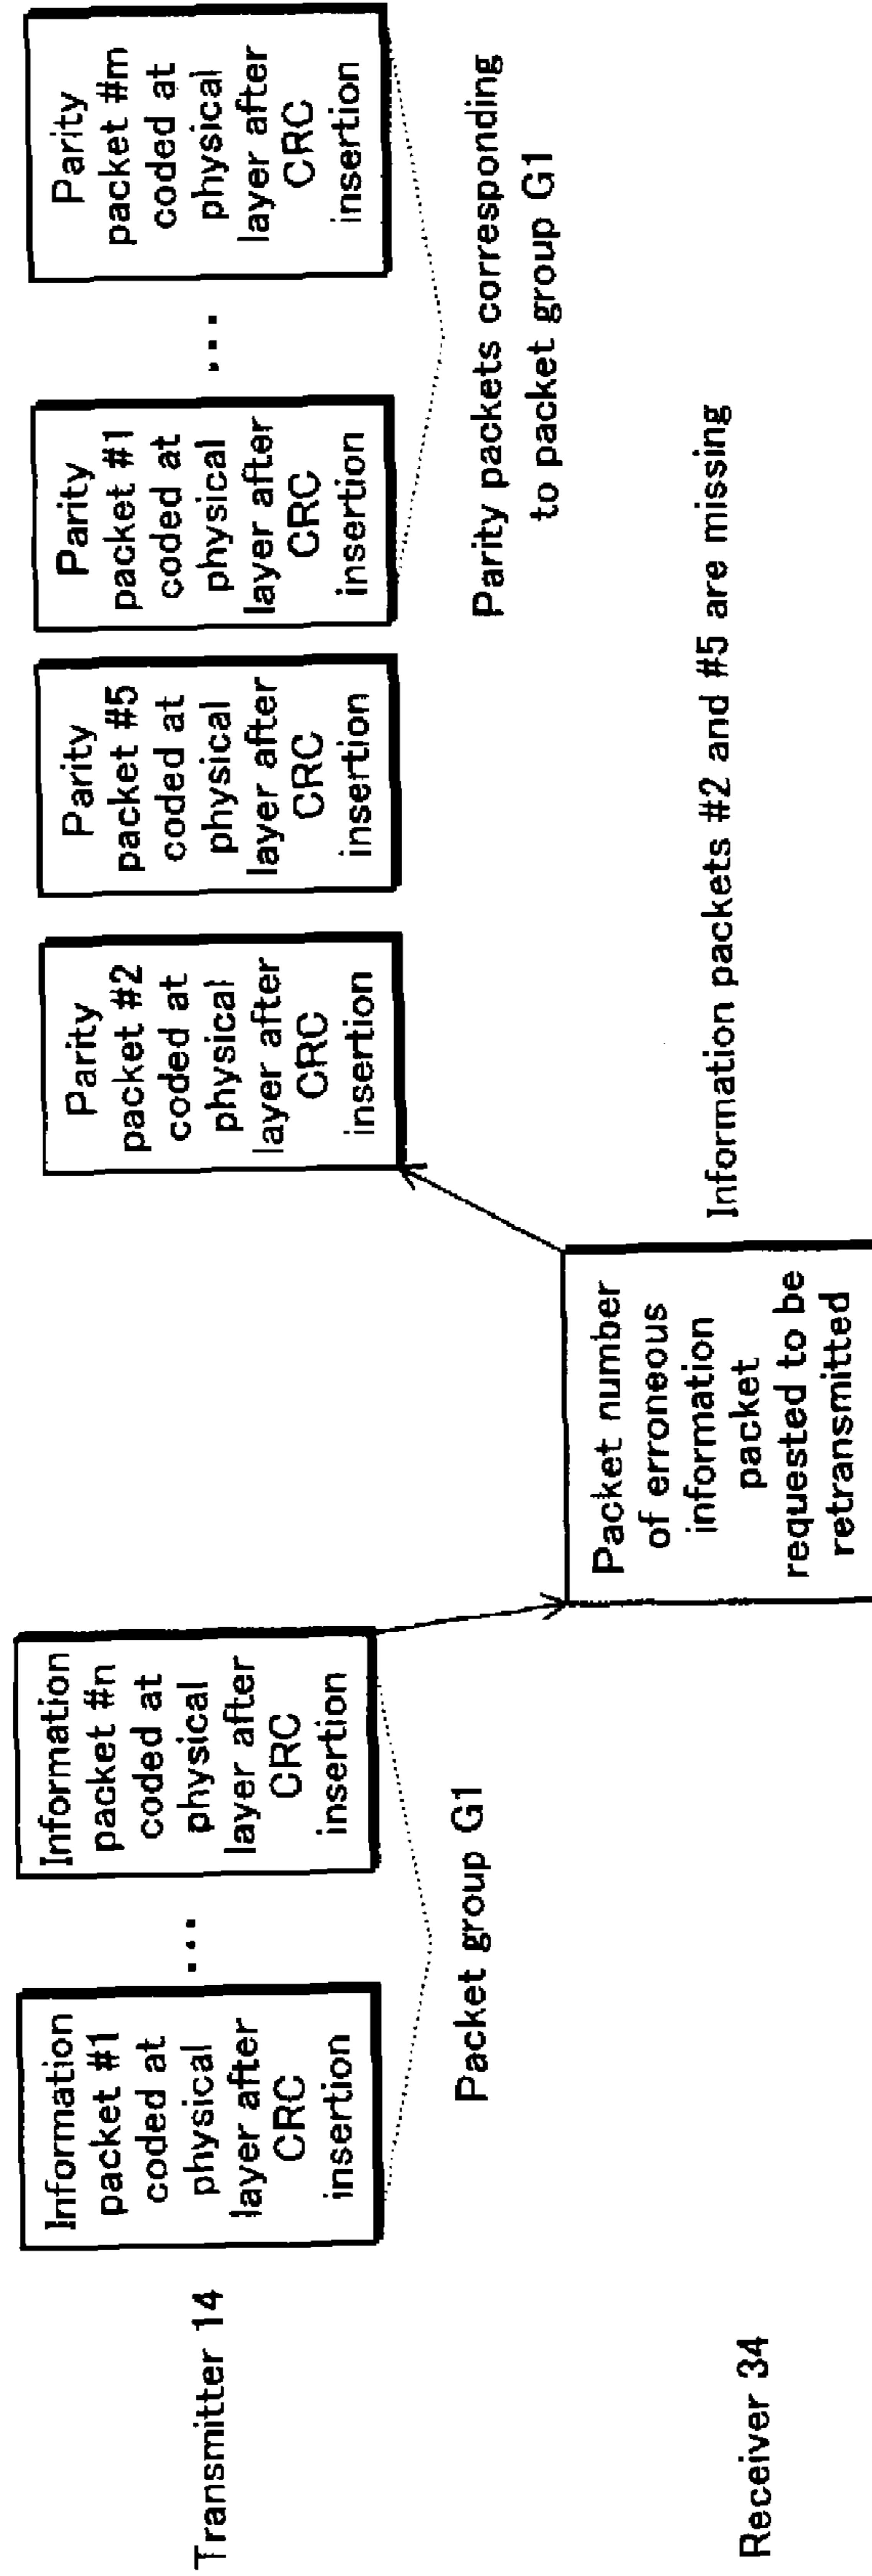 Transmitter 14
Information
packet #1
coded at
physical
layer after
CRC
insertion
...
Information
packet #n
coded at
physical
layer after
CRC
insertion
Packet group G1
Parity
packet #2
coded at
physical
layer after
CRC
insertion
Parity
packet #5
coded at
physical
layer after
CRC
insertion
Parity
packet #1
coded at
physical
layer after
CRC
insertion
...
Parity
packet #m
coded at
physical
layer after
CRC
insertion
Parity packets corresponding
to packet group G1
Receiver 34
Packet number
of erroneous
information
packet
requested to be
retransmitted
Information packets #2 and #5 are missing